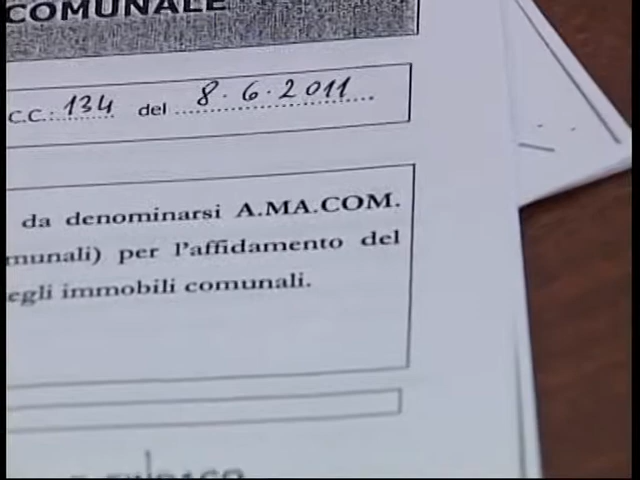 COMUNALE
C.C.: 134 del 8.6.2011
da denominarsi A.MA.COM.
munali) per l'affidamento del
egli immobili comunali.